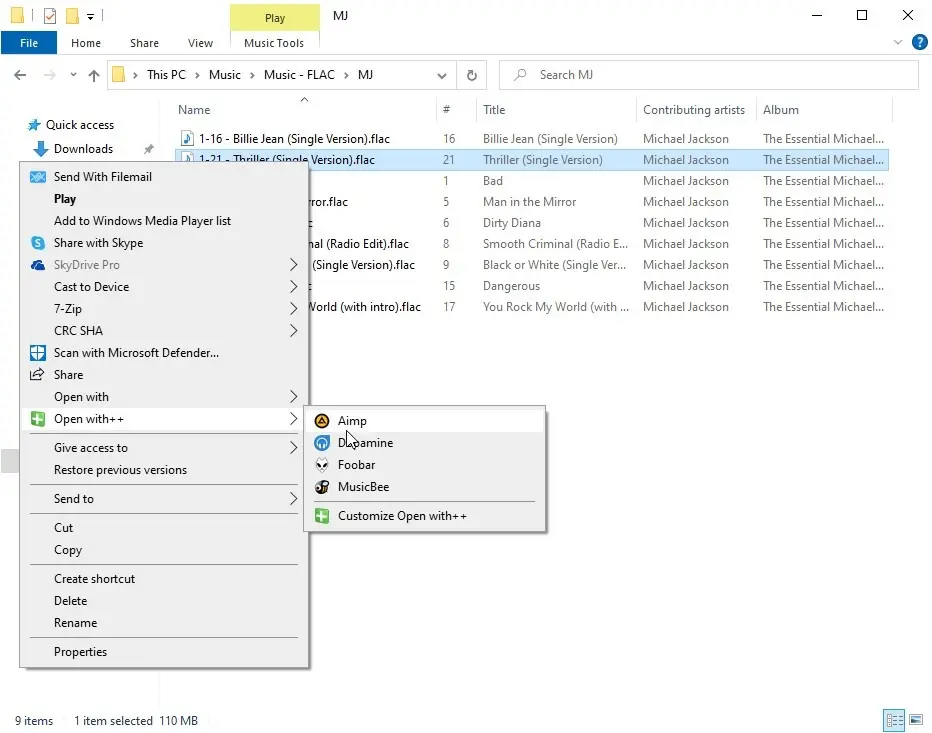 Play
MJ
File
Home
Share
View
Music Tools
This PC
Music
Music - FLAC
MJ
Search MJ
Quick access
Downloads
Name
#
Title
Contributing artists
Album
1-16 - Billie Jean (Single Version).flac 16 Billie Jean (Single Version) Michael Jackson The Essential Michael...
1-21 - Thriller (Single Version).flac 21 Thriller (Single Version) Michael Jackson The Essential Michael...
1 Bad Michael Jackson The Essential Michael...
rror.flac 5 Man in the Mirror Michael Jackson The Essential Michael...
c 6 Dirty Diana Michael Jackson The Essential Michael...
nal (Radio Edit).flac 8 Smooth Criminal (Radio E... Michael Jackson The Essential Michael...
(Single Version).flac 9 Black or White (Single Ver... Michael Jackson The Essential Michael...
c 15 Dangerous Michael Jackson The Essential Michael...
World (with intro).flac 17 You Rock My World (with ... Michael Jackson The Essential Michael...
Send With Filemail
Play
Add to Windows Media Player list
Share with Skype
SkyDrive Pro
Cast to Device
7-Zip
CRC SHA
Scan with Microsoft Defender...
Share
Open with
Open with++
Give access to
Restore previous versions
Send to
Cut
Copy
Create shortcut
Delete
Rename
Properties
Aimp
Dopamine
Foobar
MusicBee
Customize Open with++
9 items 1 item selected 110 MB